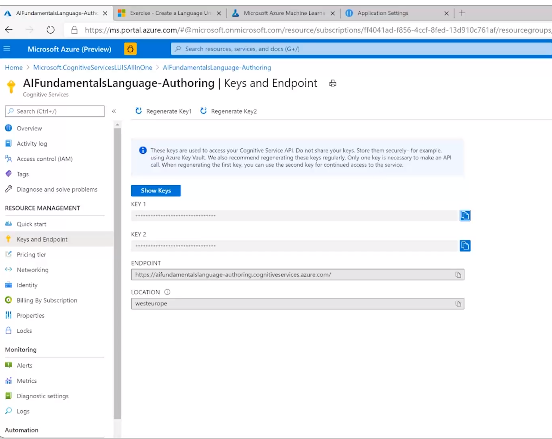 AIFundamentalsLanguage-Auth
Exercise - Create a Language Un
Microsoft Azure Machine Learn
Application Settings
https://ms.portal.azure.com/#@microsoft.onmicrosoft.com/resource/subscriptions/ff4041ad-f856-4ccf-8fed-13d910c761af/resourcegroups
Microsoft Azure (Preview)
Search resources, services, and docs (G+/)
Home > Microsoft.CognitiveServicesLUISAllInOne > AIFundamentalsLanguage-Authoring
AIFundamentalsLanguage-Authoring | Keys and Endpoint
Cognitive Services
Search (Ctrl+/)
Regenerate Key1
Regenerate Key2
Overview
Activity log
Access control (IAM)
Tags
Diagnose and solve problems
RESOURCE MANAGEMENT
Quick start
Keys and Endpoint
Pricing tier
Networking
Identity
Billing By Subscription
Properties
Locks
Monitoring
Alerts
Metrics
Diagnostic settings
Logs
Automation
These keys are used to access your Cognitive Service API. Do not share your keys. Store them securely- for example,
using Azure Key Vault. We also recommend regenerating these keys regularly. Only one key is necessary to make an API
call. When regenerating the first key, you can use the second key for continued access to the service.
Show Keys
KEY 1
KEY 2
ENDPOINT
https://aifundamentalslanguage-authoring.cognitiveservices.azure.com/
LOCATION
westeurope